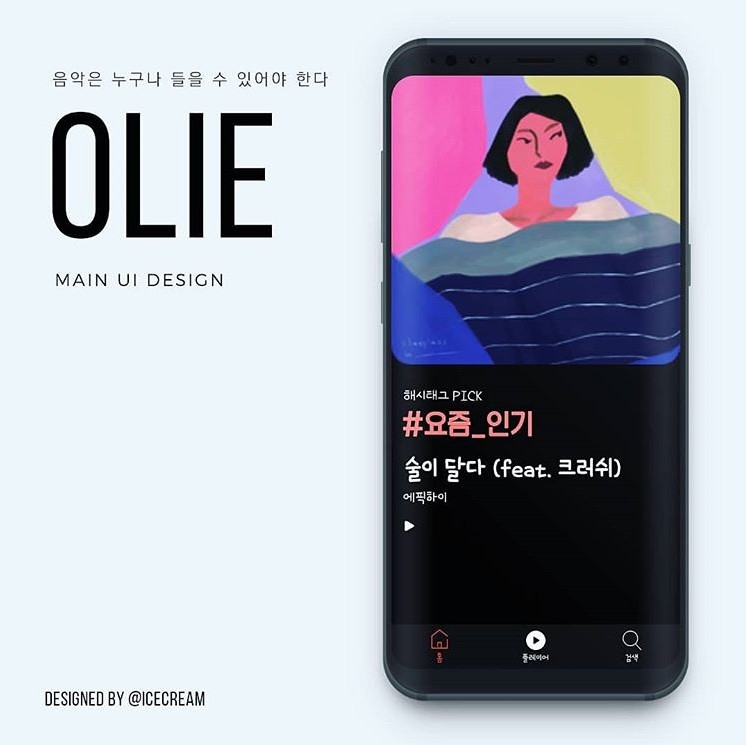 음악은 누구나 들을 수 있어야 한다
OLIE
MAIN UI DESIGN
해시태그 PICK
#요즘_인기
술이 달다 (feat. 크러쉬)
에픽하이
홈
플레이어
검색
DESIGNED BY @ICECREAM